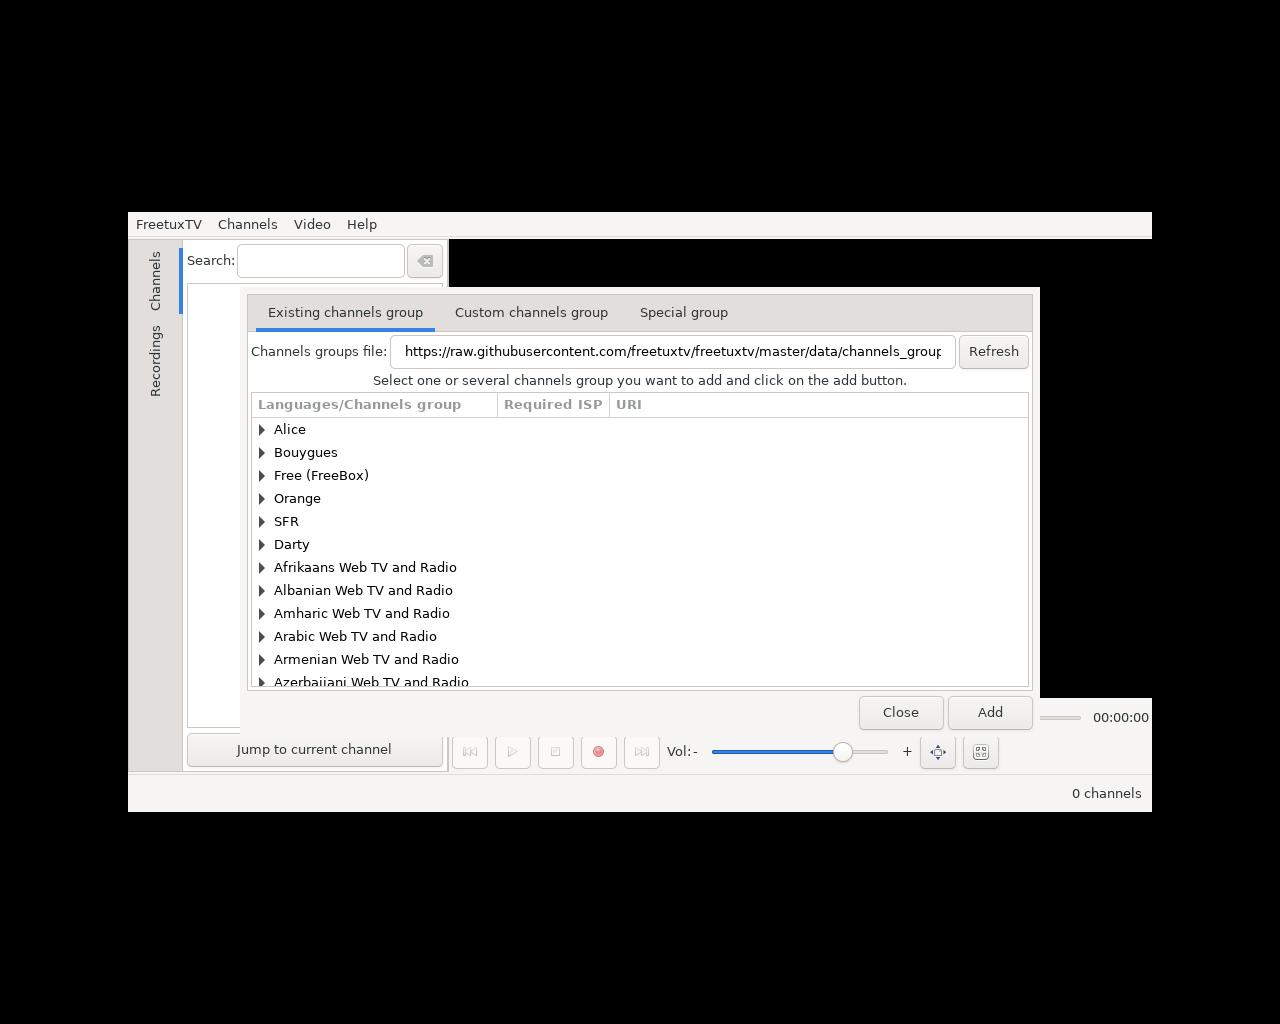 FreetuxTV Channels Video Help
Channels
Recordings
Search:
Existing channels group Custom channels group Special group
Channels groups file: https://raw.githubusercontent.com/freetuxtv/freetuxtv/master/data/channels_group Refresh
Select one or several channels group you want to add and click on the add button.
Languages/Channels group Required ISP URI
Alice
Bouygues
Free (FreeBox)
Orange
SFR
Darty
Afrikaans Web TV and Radio
Albanian Web TV and Radio
Amharic Web TV and Radio
Arabic Web TV and Radio
Armenian Web TV and Radio
Azerbaijani Web TV and Radio
Close Add
00:00:00
Jump to current channel
Vol: - +
0 channels